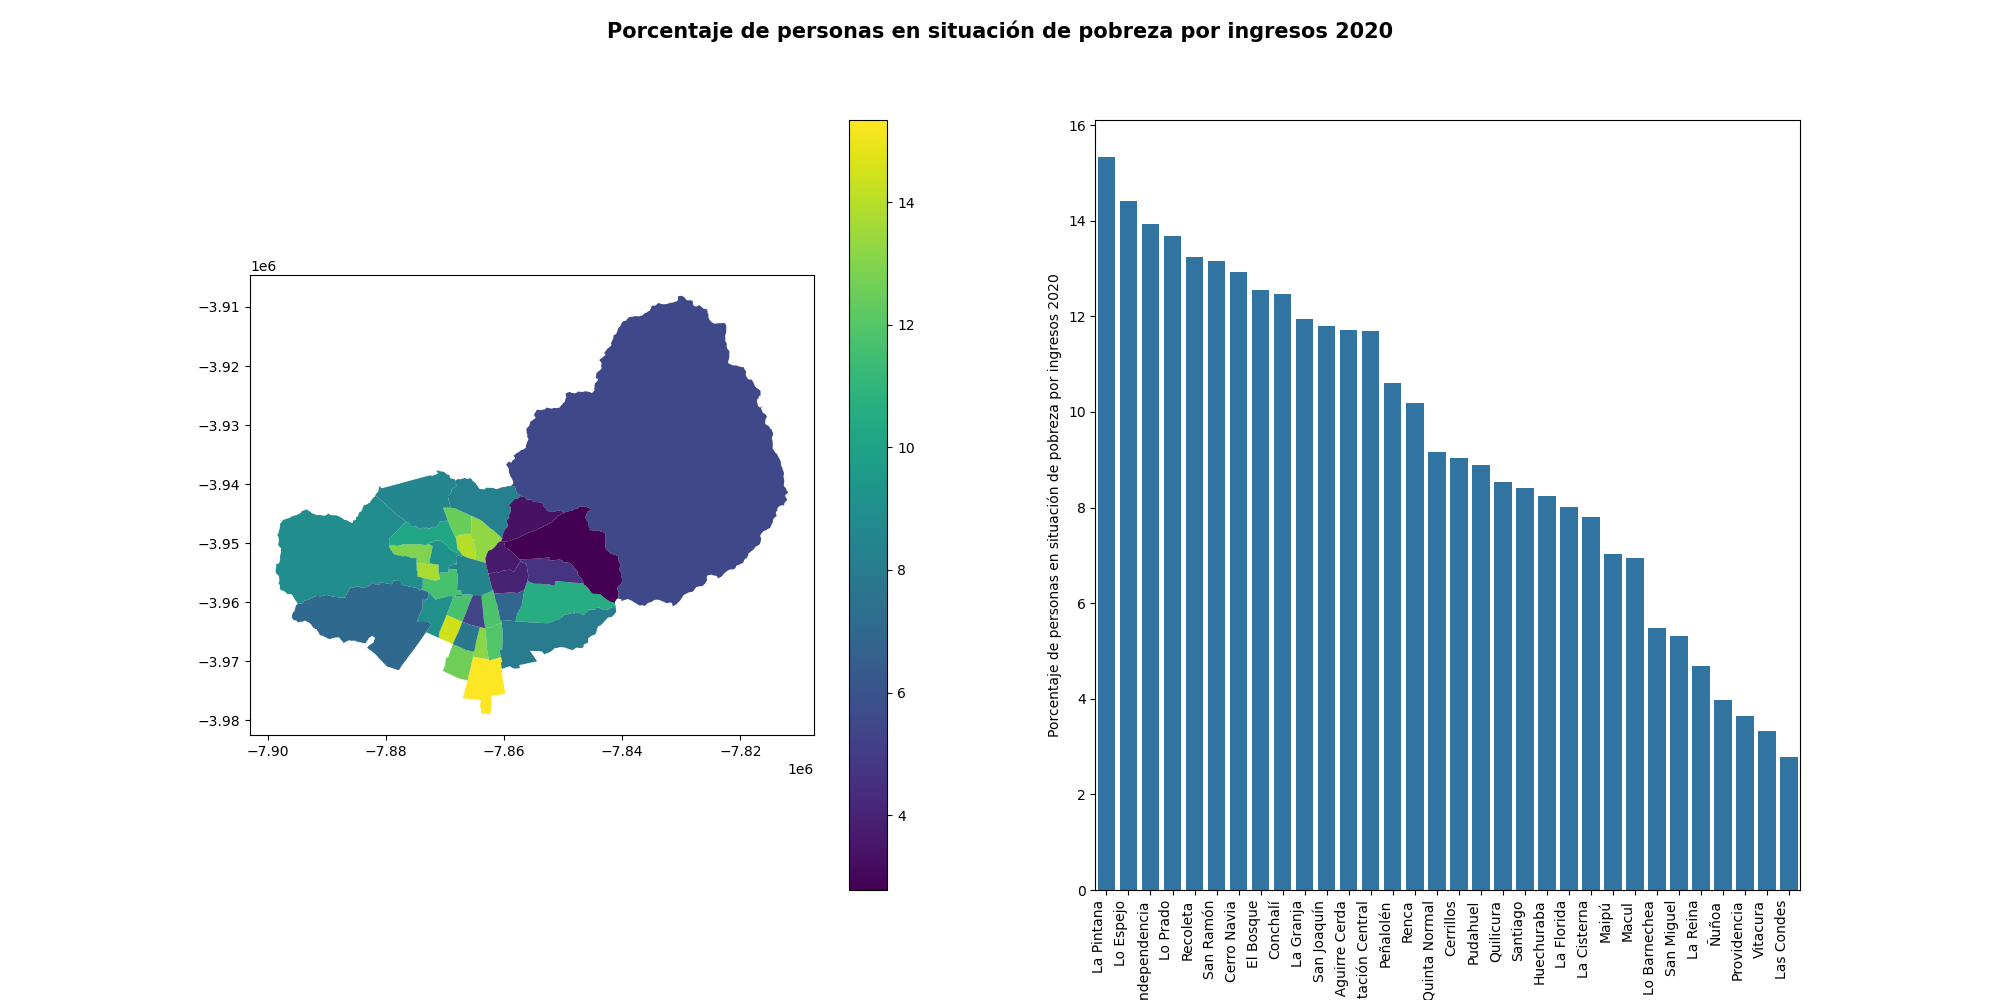 Porcentaje de personas en situación de pobreza por ingresos 2020
1e6
−3.91
−3.92
−3.93
−3.94
−3.95
−3.96
−3.97
−3.98
−7.90
−7.88
−7.86
−7.84
−7.82
1e6
14
12
10
8
6
4
Porcentaje de personas en situación de pobreza por ingresos 2020
16
14
12
10
8
6
4
2
0
La Pintana
Lo Espejo
ndependencia
Lo Prado
Recoleta
San Ramón
Cerro Navia
El Bosque
Conchalí
La Granja
San Joaquín
Aguirre Cerda
tación Central
Peñalolén
Renca
Quinta Normal
Cerrillos
Pudahuel
Quilicura
Santiago
Huechuraba
La Florida
La Cisterna
Maipú
Macul
Lo Barnechea
San Miguel
La Reina
Ñuñoa
Providencia
Vitacura
Las Condes